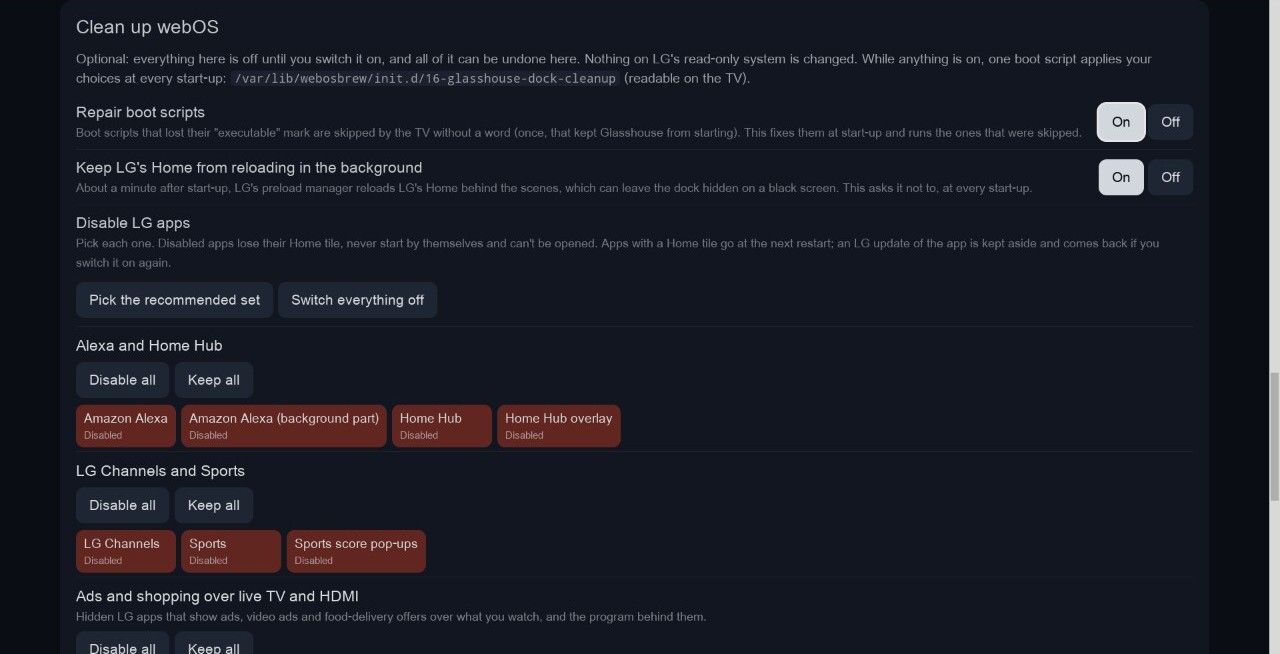 Clean up webOS
Optional: everything here is off until you switch it on, and all of it can be undone here. Nothing on LG's read-only system is changed. While anything is on, one boot script applies your
choices at every start-up: /var/lib/webosbrew/init.d/16-glasshouse-dock-cleanup (readable on the TV).
Repair boot scripts
Boot scripts that lost their "executable" mark are skipped by the TV without a word (once, that kept Glasshouse from starting). This fixes them at start-up and runs the ones that were skipped.
On Off
Keep LG's Home from reloading in the background
About a minute after start-up, LG's preload manager reloads LG's Home behind the scenes, which can leave the dock hidden on a black screen. This asks it not to, at every start-up.
On Off
Disable LG apps
Pick each one. Disabled apps lose their Home tile, never start by themselves and can't be opened. Apps with a Home tile go at the next restart; an LG update of the app is kept aside and comes back if you
switch it on again.
Pick the recommended set Switch everything off
Alexa and Home Hub
Disable all Keep all
Amazon Alexa Amazon Alexa (background part) Home Hub Home Hub overlay
Disabled Disabled Disabled Disabled
LG Channels and Sports
Disable all Keep all
LG Channels Sports Sports score pop-ups
Disabled Disabled Disabled
Ads and shopping over live TV and HDMI
Hidden LG apps that show ads, video ads and food-delivery offers over what you watch, and the program behind them.
Disable all Keep all